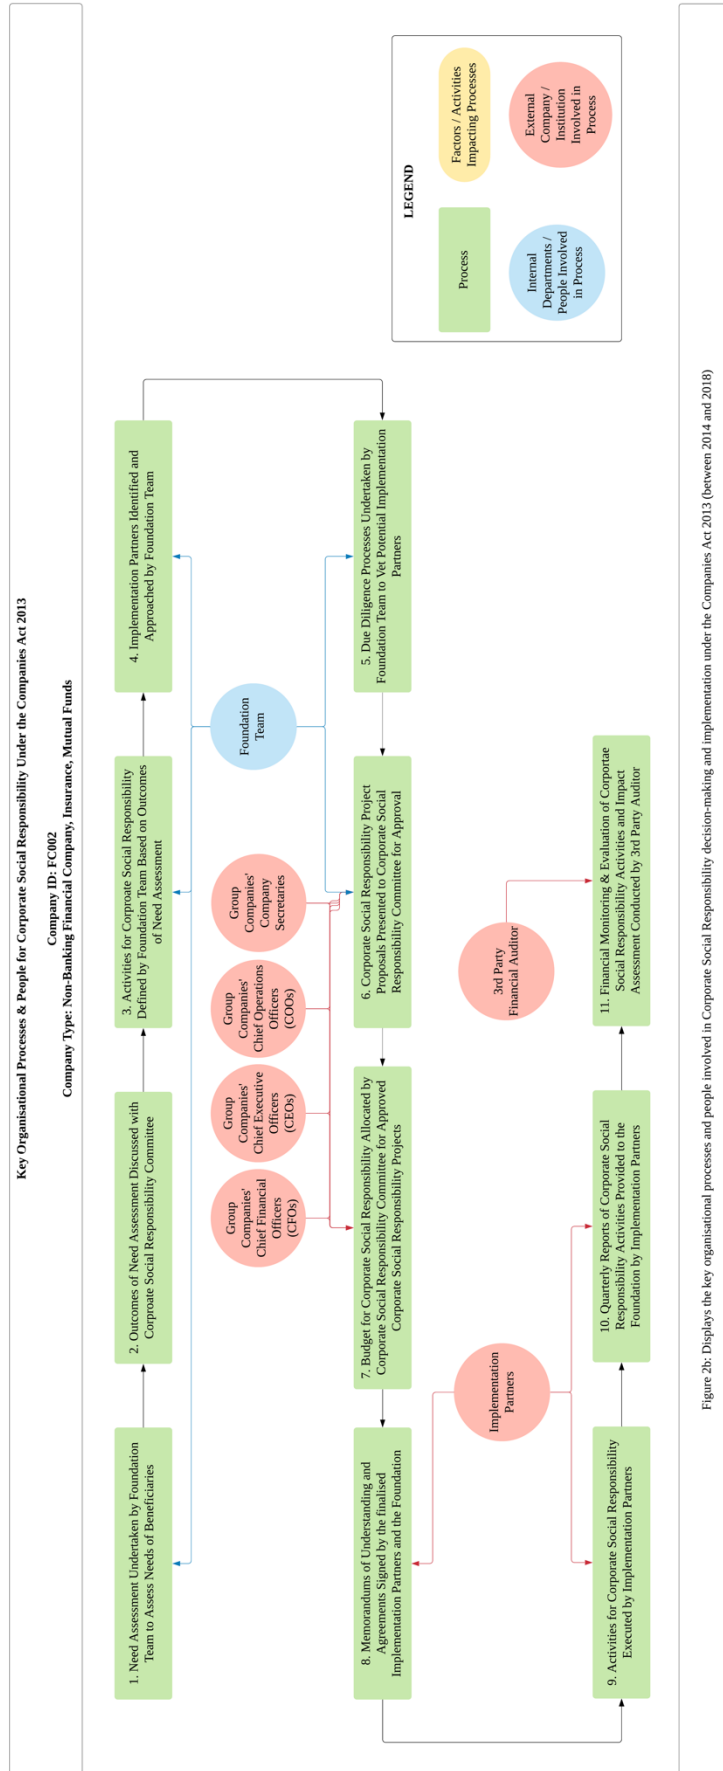 Key Organisational Processes & People for Corporate Social Responsibility Under the Companies Act 2013
Company ID: FC002
Company Type: Non-Banking Financial Company, Insurance, Mutual Funds
1. Need Assessment Undertaken by Foundation
Team to Assess Needs of Beneficiaries
2. Outcomes of Need Assessment Discussed with
Corproate Social Responsibility Committee
3. Activities for Corproate Social Responsibility
Defined by Foundation Team Based on Outcomes
of Need Assessment
4. Implementation Partners Identified and
Approached by Foundation Team
Group
Companies'
Chief Financial
Officers
(CFOs)
Group
Companies'
Chief Executive
Officers
(CEOs)
Group
Companies'
Chief Operations
Officers
(COOs)
Group
Companies'
Company
Secretaries
Foundation
Team
5. Due Diligence Processes Undertaken by
Foundation Team to Vet Potential Implementation
Partners
6. Corporate Social Responsibility Project
Proposals Presented to Corporate Social
Responsibility Committee for Approval
7. Budget for Corporate Social Responsibility Allocated by
Corporate Social Responsibility Committee for Approved
Corporate Social Responsibility Projects
8. Memorandums of Understanding and
Agreements Signed by the finalised
Implementation Partners and the Foundation
Implementation
Partners
3rd Party
Financial Auditor
9. Activities for Corporate Social Responsibility
Executed by Implementation Partners
10. Quarterly Reports of Corporate Social
Responsibility Activities Provided to the
Foundation by Implementation Partners
11. Financial Monitoring & Evaluation of Corportae
Social Responsibility Activities and Impact
Assessment Conducted by 3rd Party Auditor
LEGEND
Process
Factors / Activities
Impacting Processes
Internal
Departments /
People Involved
in Process
External
Company /
Institution
Involved in
Process
Figure 2b: Displays the key organisational processes and people involved in Corporate Social Responsibility decision-making and implementation under the Companies Act 2013 (between 2014 and 2018)